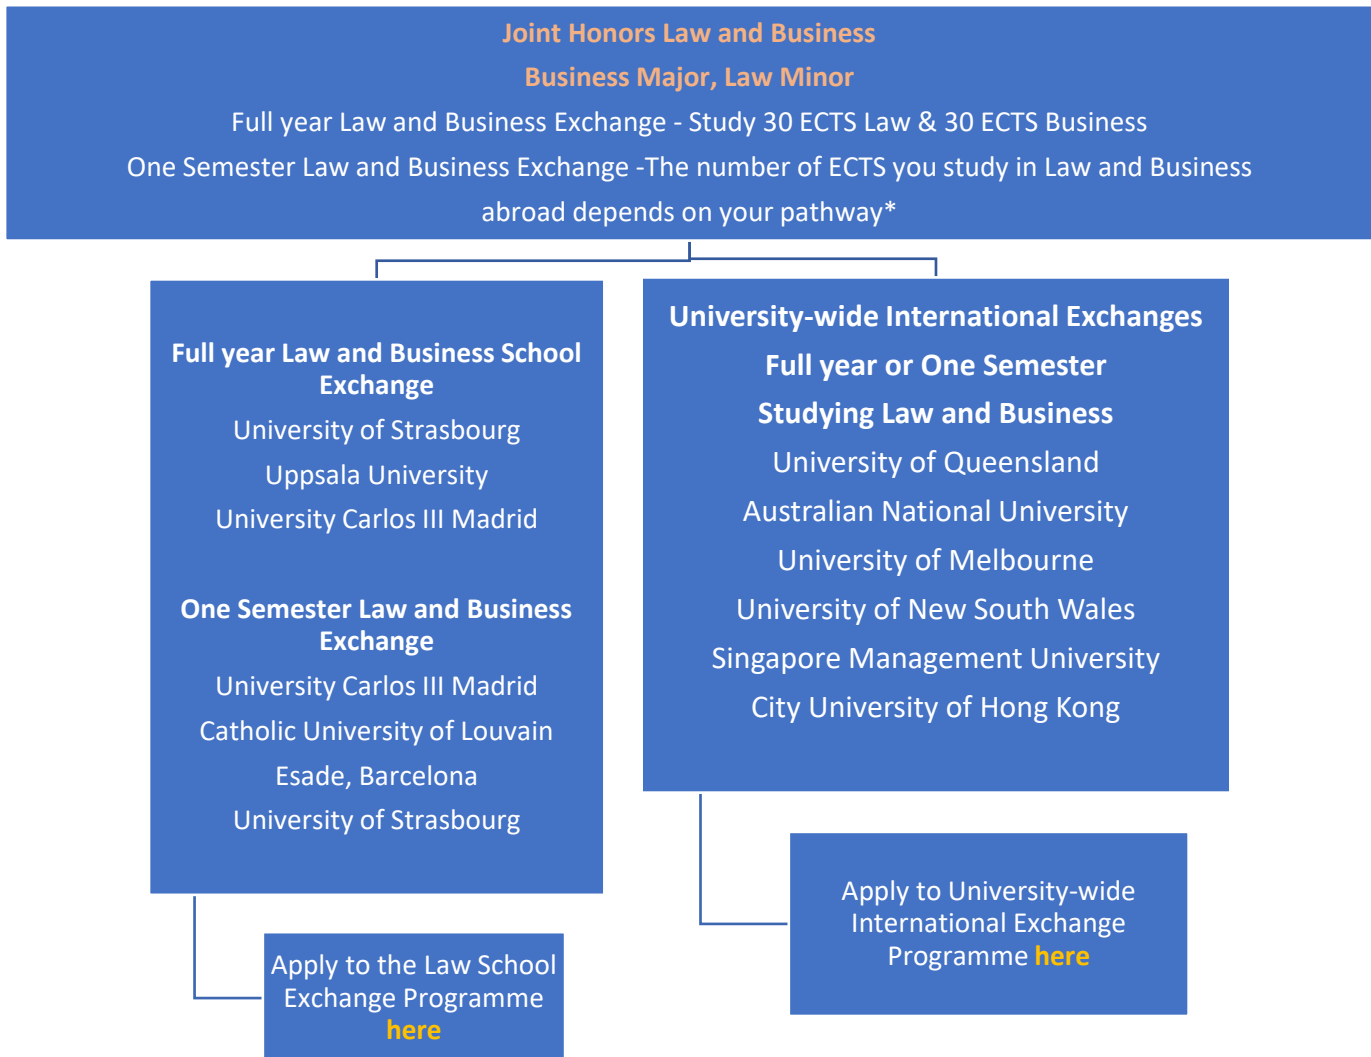 Joint Honors Law and Business
Business Major, Law Minor
Full year Law and Business Exchange - Study 30 ECTS Law & 30 ECTS Business
One Semester Law and Business Exchange -The number of ECTS you study in Law and Business
abroad depends on your pathway*
Full year Law and Business School
Exchange
University of Strasbourg
Uppsala University
University Carlos III Madrid
One Semester Law and Business
Exchange
University Carlos III Madrid
Catholic University of Louvain
Esade, Barcelona
University of Strasbourg
Apply to the Law School
Exchange Programme
here
University-wide International Exchanges
Full year or One Semester
Studying Law and Business
University of Queensland
Australian National University
University of Melbourne
University of New South Wales
Singapore Management University
City University of Hong Kong
Apply to University-wide
International Exchange
Programme here